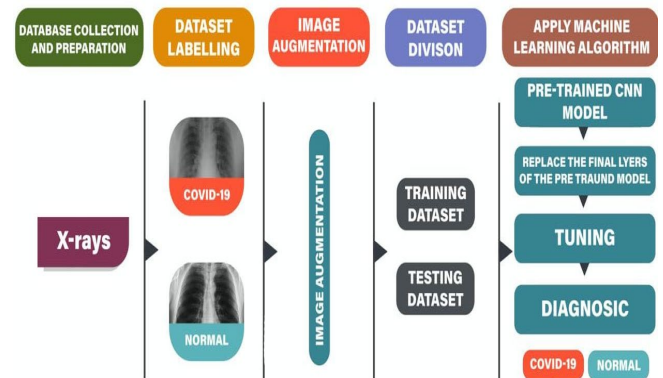 DATABASE COLLECTION
AND PREPARATION
DATASET
LABELLING
IMAGE
AUGMENTATION
DATASET
DIVISON
APPLY MACHINE
LEARNING ALGORITHM
X-rays
COVID-19
NORMAL
IMAGE AUGMENTATION
TRAINING
DATASET
TESTING
DATASET
PRE-TRAINED CNN
MODEL
REPLACE THE FINAL LYERS
OF THE PRE TRAUND MODEL
TUNING
DIAGNOSIC
COVID-19
NORMAL